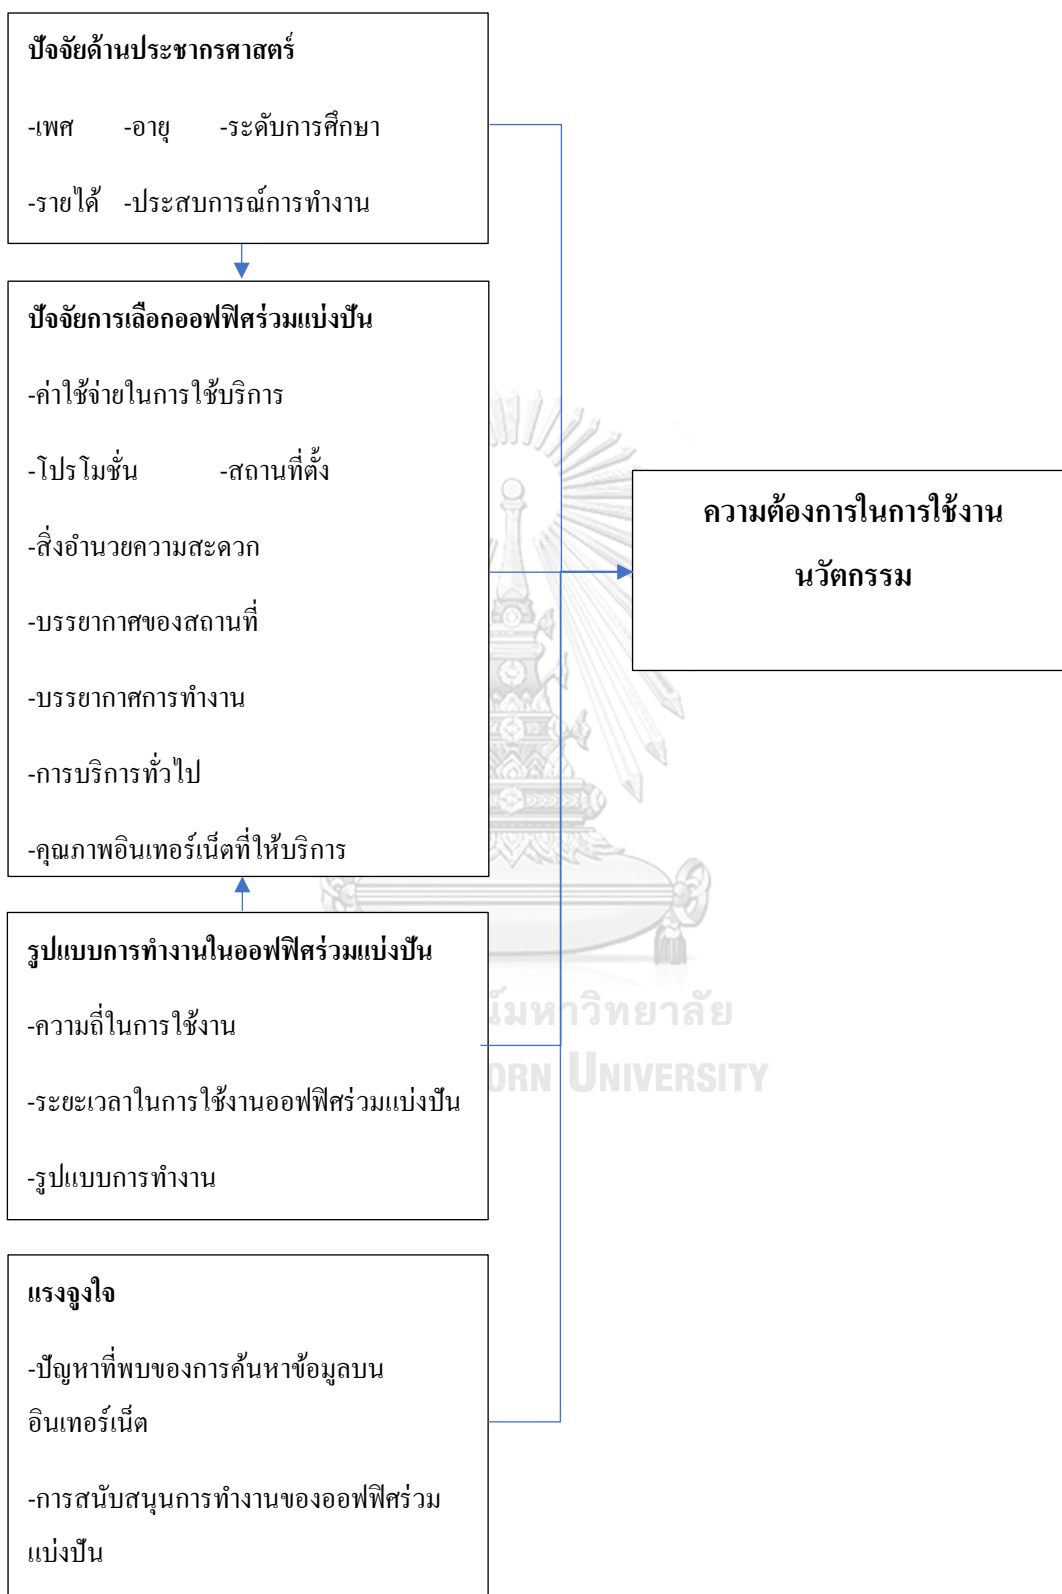 ปัจจัยด้านประชากรศาสตร์
-เพศ -อายุ -ระดับการศึกษา
-รายได้ -ประสบการณ์การทำงาน
ปัจจัยการเลือกออฟฟิศร่วมแบ่งปัน
-ค่าใช้จ่ายในการใช้บริการ
-โปรโมชั่น -สถานที่ตั้ง
-สิ่งอำนวยความสะดวก
-บรรยากาศของสถานที่
-บรรยากาศการทำงาน
-การบริการทั่วไป
-คุณภาพอินเทอร์เน็ตที่ให้บริการ
ความต้องการในการใช้งาน
นวัตกรรม
รูปแบบการทำงานในออฟฟิศร่วมแบ่งปัน
-ความถี่ในการใช้งาน
-ระยะเวลาในการใช้งานออฟฟิศร่วมแบ่งปัน
-รูปแบบการทำงาน
มหาวิทยาลัย
UNIVERSITY
แรงจูงใจ
-ปัญหาที่พบของการค้นหาข้อมูลบน
อินเทอร์เน็ต
-การสนับสนุนการทำงานของออฟฟิศร่วม
แบ่งปัน